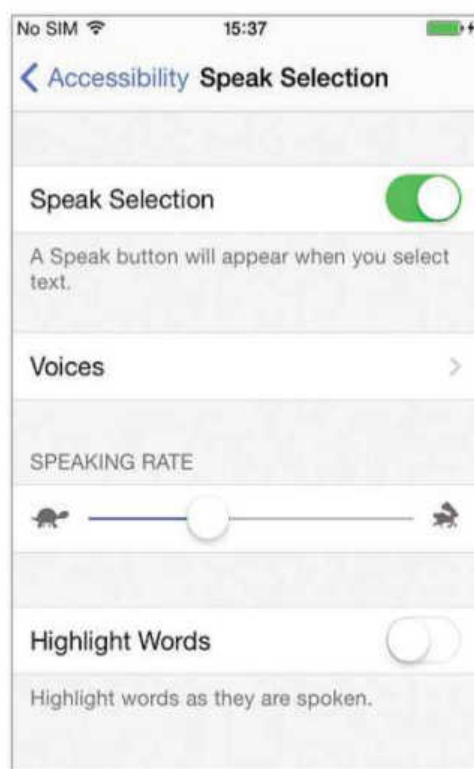 No SIM 15:37
Accessibility Speak Selection
Speak Selection
A Speak button will appear when you select
text.
Voices
SPEAKING RATE
Highlight Words
Highlight words as they are spoken.